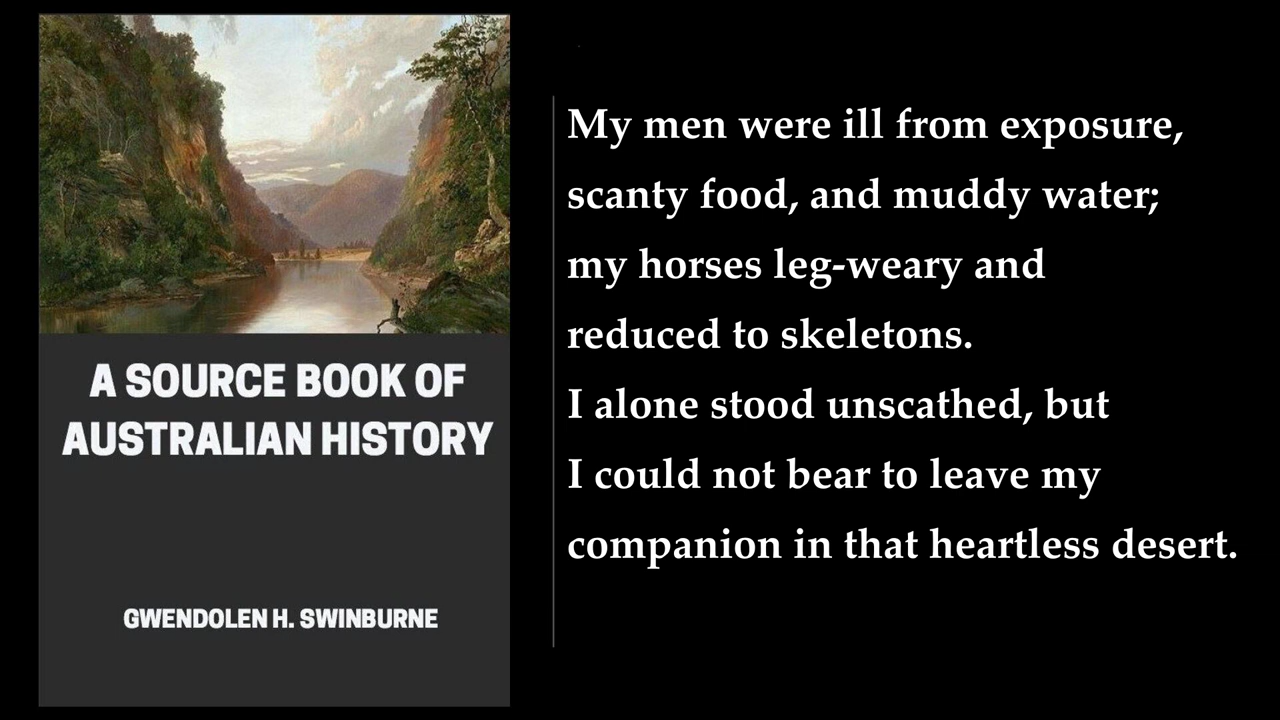 A SOURCE BOOK OF
AUSTRALIAN HISTORY
GWENDOLEN H. SWINBURNE
My men were ill from exposure,
scanty food, and muddy water;
my horses leg-weary and
reduced to skeletons.
I alone stood unscathed, but
I could not bear to leave my
companion in that heartless desert.